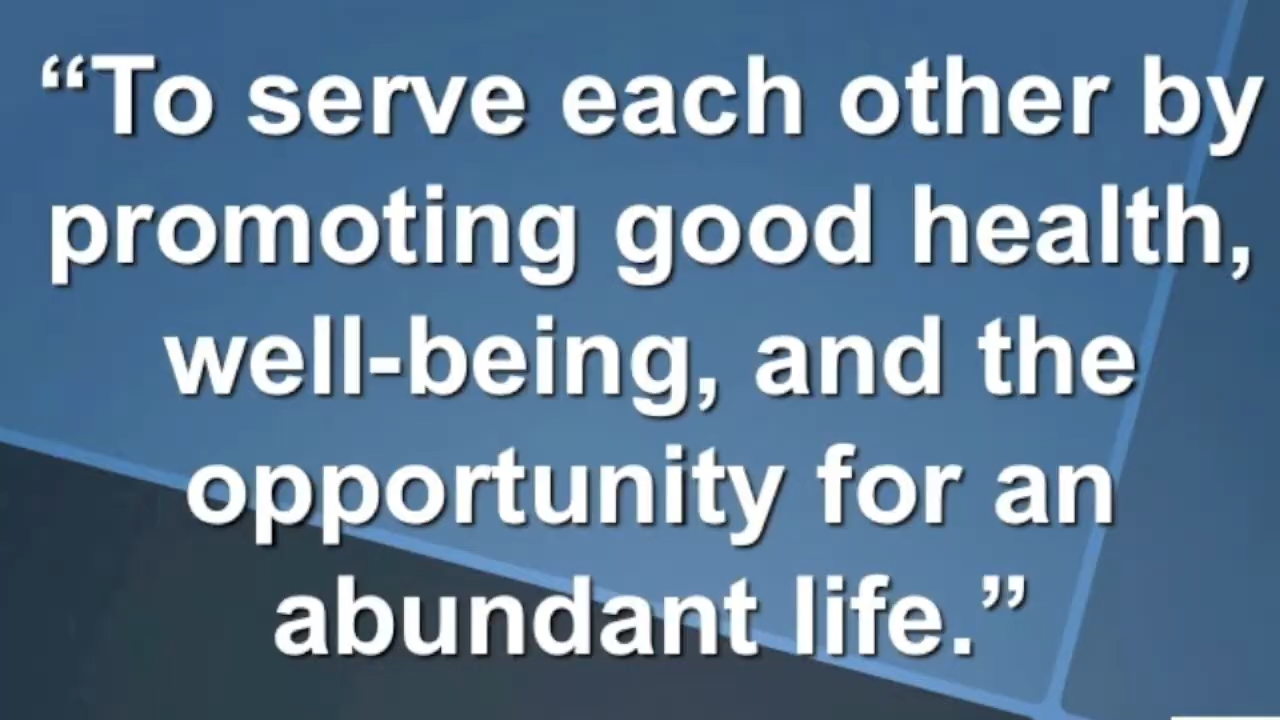 “To serve each other by
promoting good health,
well-being, and the
opportunity for an
abundant life.”